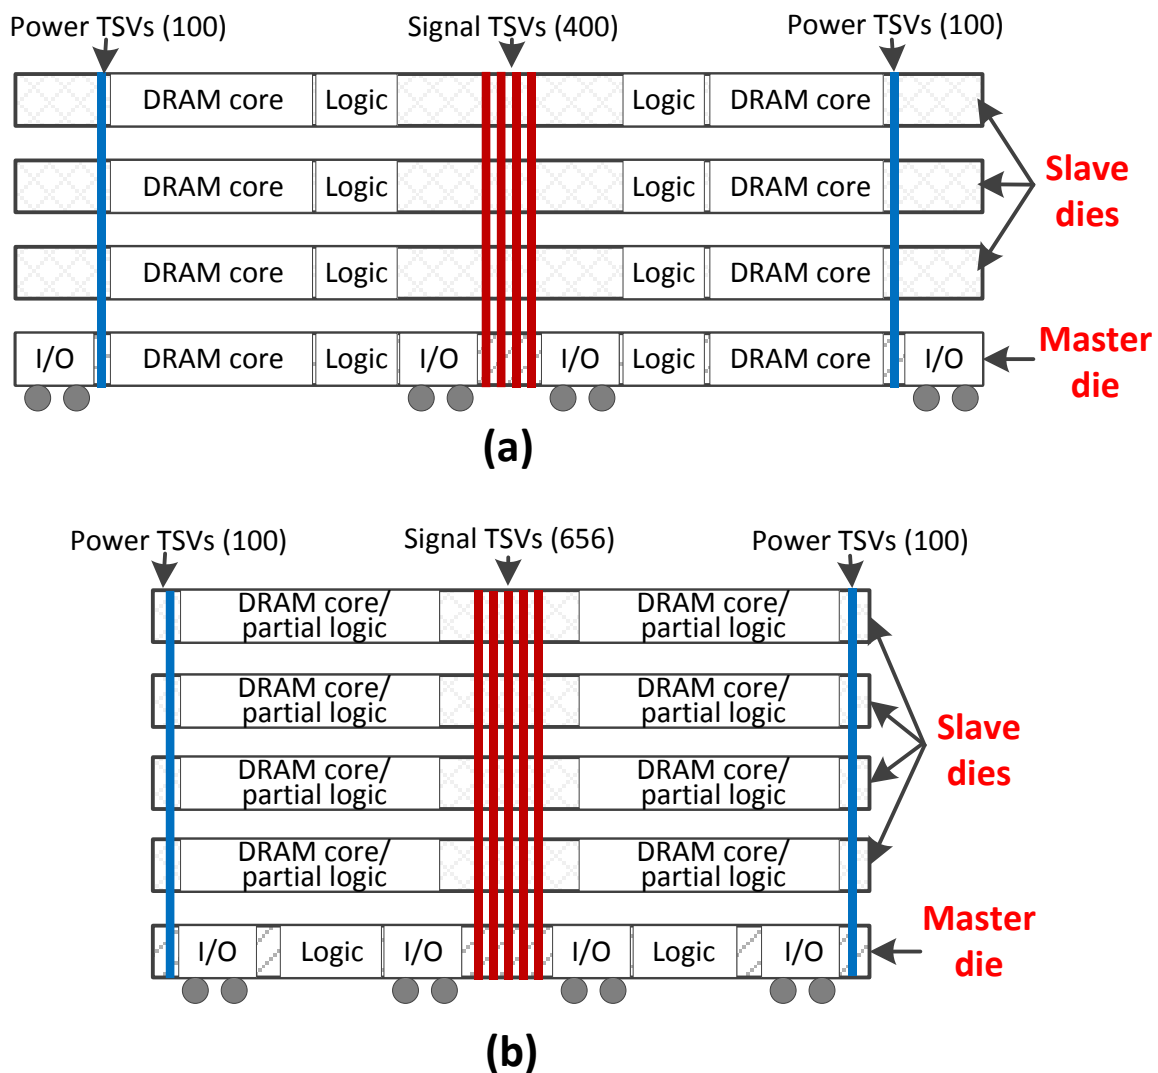 Power TSVs (100) Signal TSVs (400) Power TSVs (100)
DRAM core Logic Logic DRAM core
DRAM core Logic Logic DRAM core
Slave
dies
DRAM core Logic Logic DRAM core
I/O DRAM core Logic I/O I/O Logic DRAM core I/O
Master
die
(a)
Power TSVs (100) Signal TSVs (656) Power TSVs (100)
DRAM core/
partial logic
DRAM core/
partial logic
DRAM core/
partial logic
DRAM core/
partial logic
Slave
dies
DRAM core/
partial logic
DRAM core/
partial logic
DRAM core/
partial logic
DRAM core/
partial logic
I/O Logic I/O I/O Logic I/O
Master
die
(b)